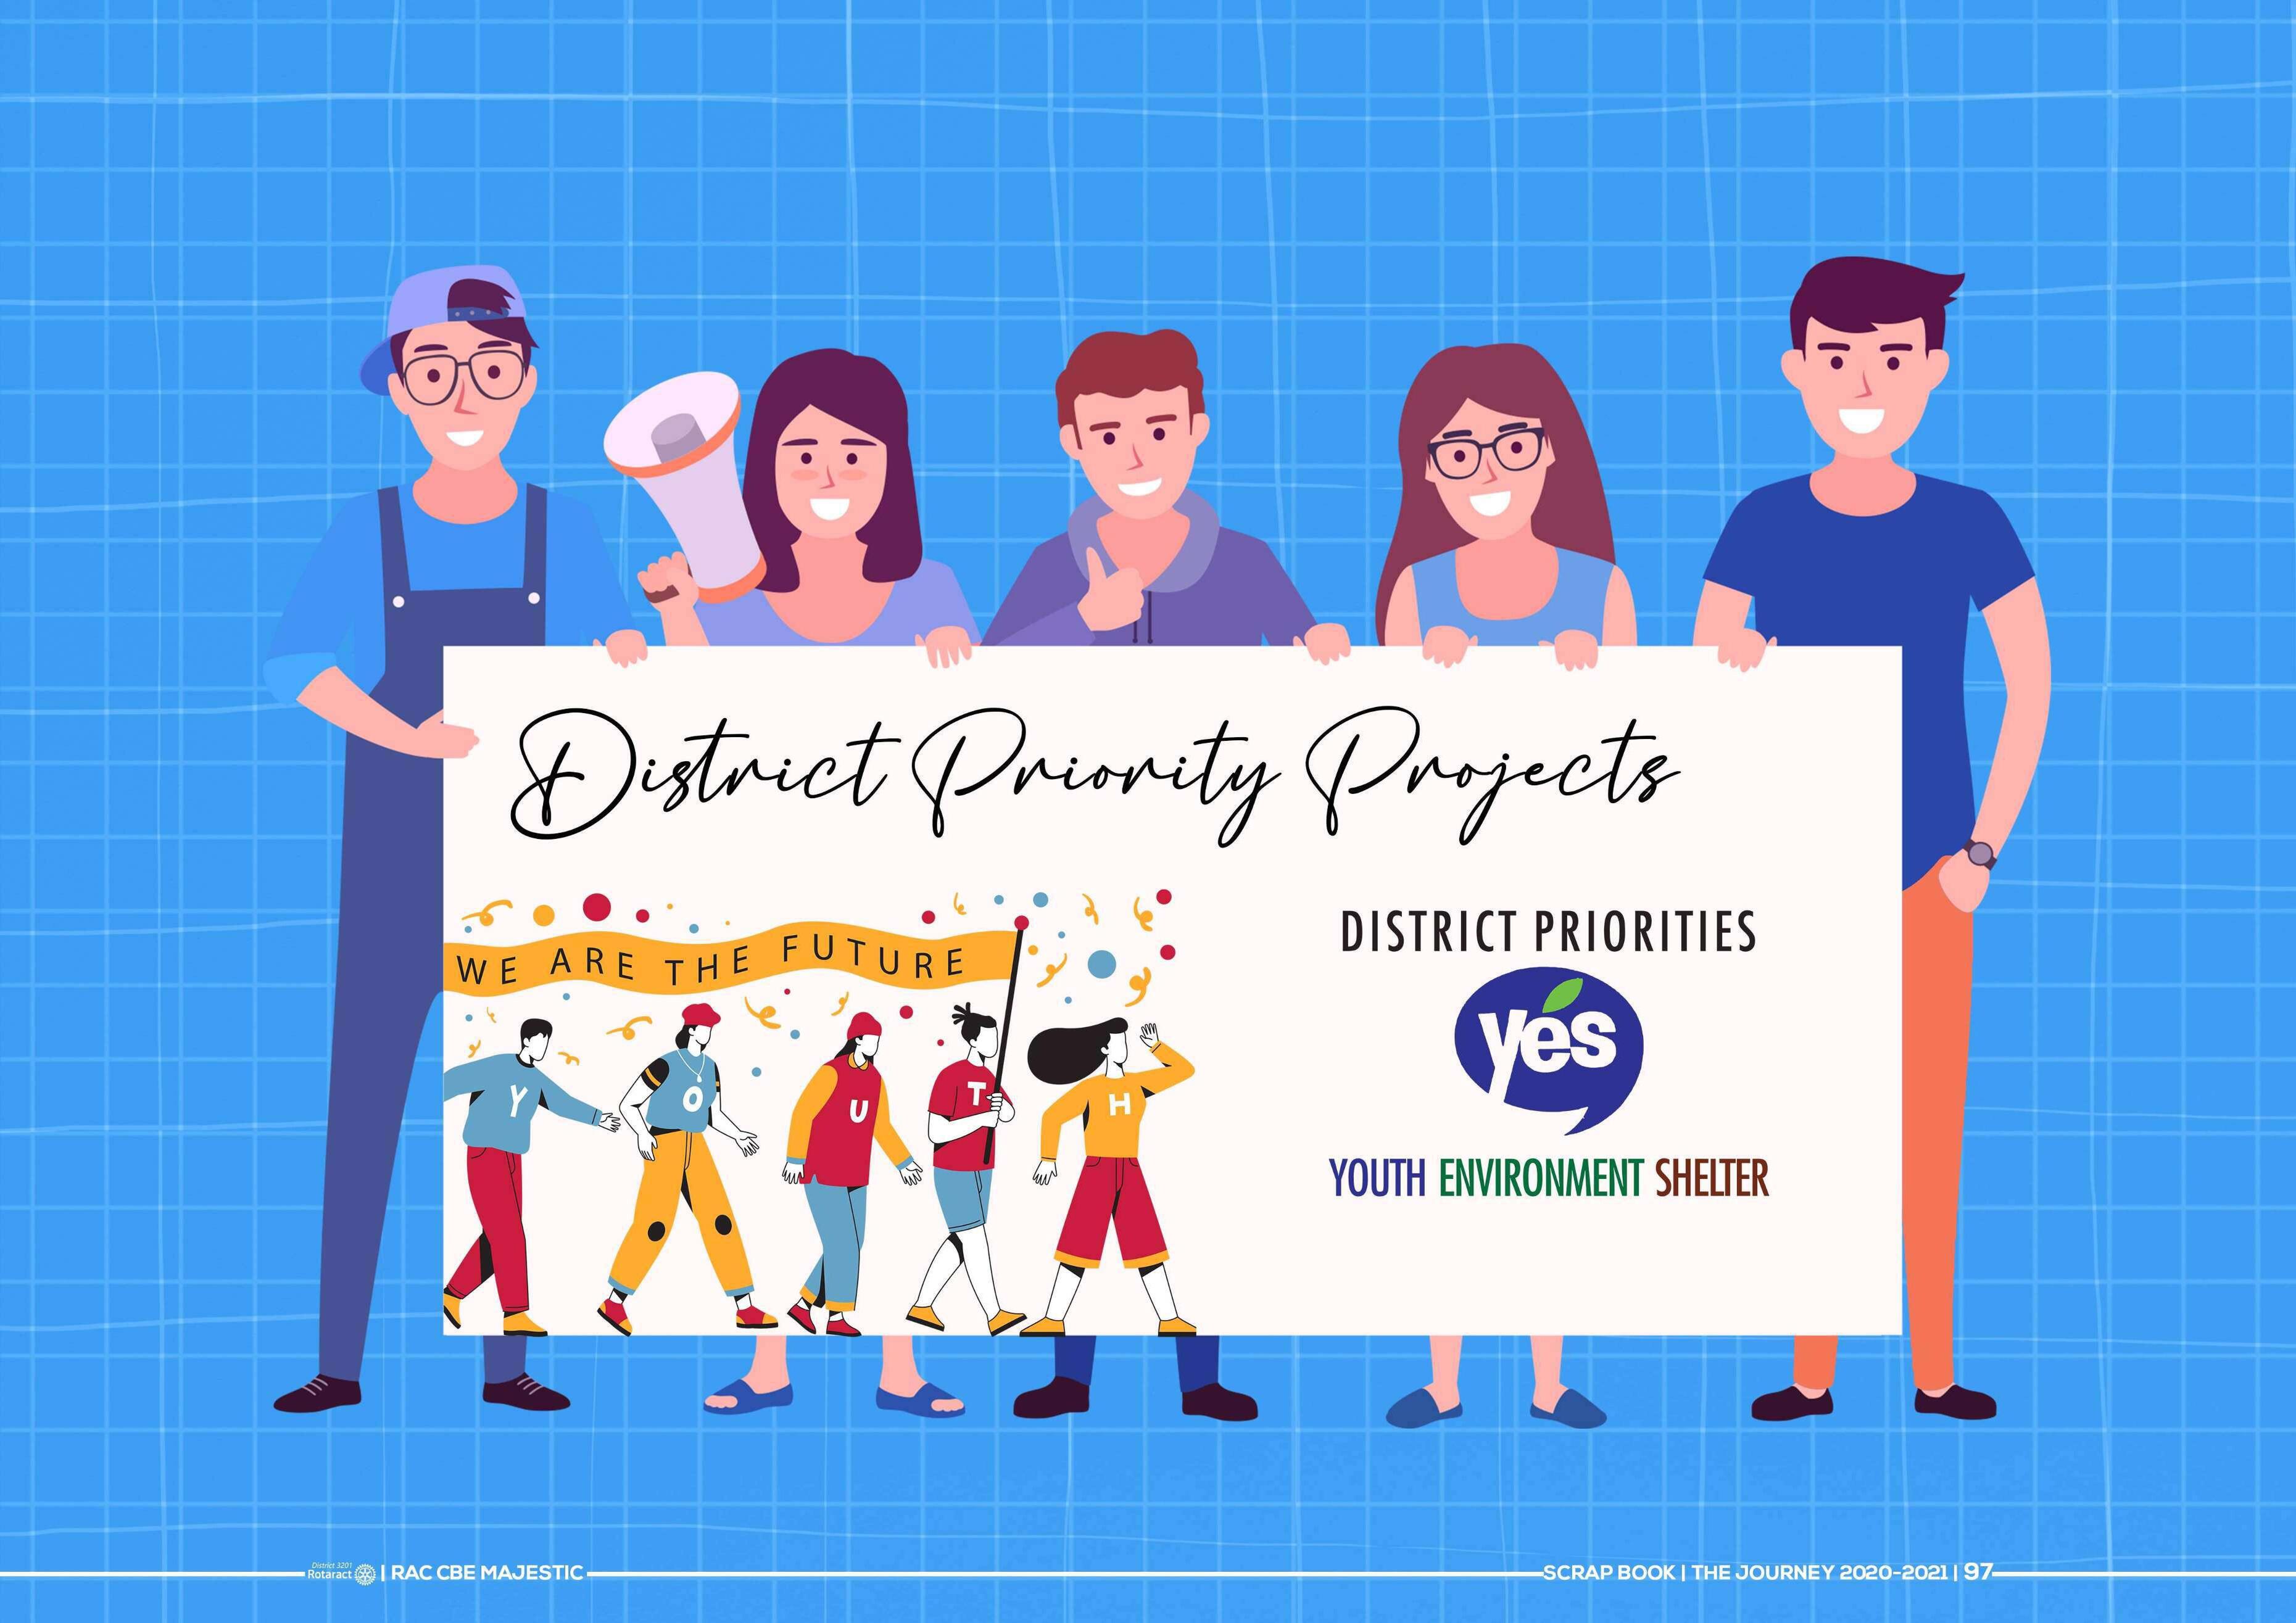 District Priority Projects
WE ARE THE FUTURE
Y O U T H
DISTRICT PRIORITIES
yes
YOUTH ENVIRONMENT SHELTER
District 3201
Rotaract | RAC CBE MAJESTIC
SCRAP BOOK | THE JOURNEY 2020-2021 | 97